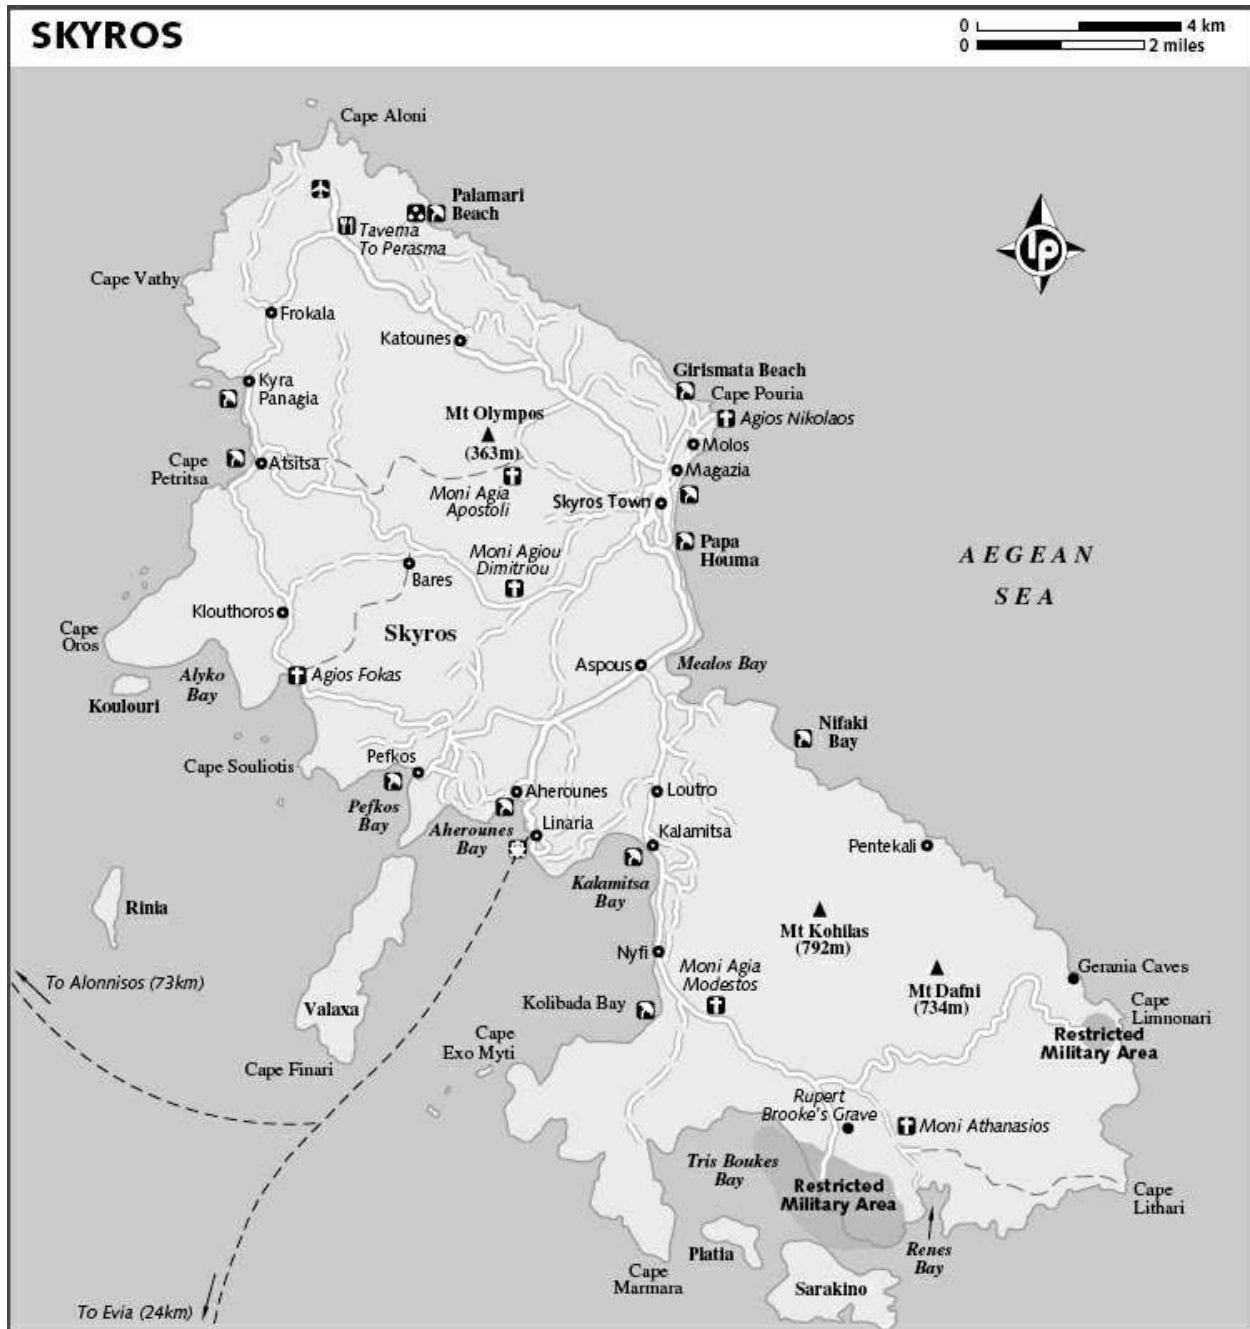 SKYROS
0 4 km
0 2 miles
Cape Aloni
Palamari
Beach
Taverna
To Perasma
lp
Cape Vathy
Frokala
Katounes
Girismata Beach
Kyra
Panagia
Cape Pouria
Mt Olympos
(363m)
Agios Nikolaos
Molos
Cape
Petritsa
Atsitsa
Magazia
Moni Agia
Apostoli
Skyros Town
Moni Agiou
Dimitriou
Papa
Houma
AEGEAN
SEA
Bares
Klouthoros
Cape
Oros
Skyros
Aspous
Mealos Bay
Alyko
Bay
Agios Fokas
Koulouri
Nifaki
Bay
Cape Souliotis
Pefkos
Aherounes
Loutro
Pefkos
Bay
Aherounes
Bay
Linaria
Kalamitsa
Pentekali
Kalamitsa
Bay
Rinia
Mt Kohilas
(792m)
Nyfi
Moni Agia
Modestos
Gerania Caves
To Alonnisos (73km)
Valaxa
Kolibada Bay
Mt Dafni
(734m)
Cape
Limnonari
Cape
Exo Myti
Restricted
Military Area
Cape Finari
Rupert
Brooke's Grave
Moni Athanasios
Tris Boukes
Bay
Restricted
Military Area
Cape
Lithari
Platia
Renes
Bay
Cape
Marmara
Sarakino
To Evia (24km)